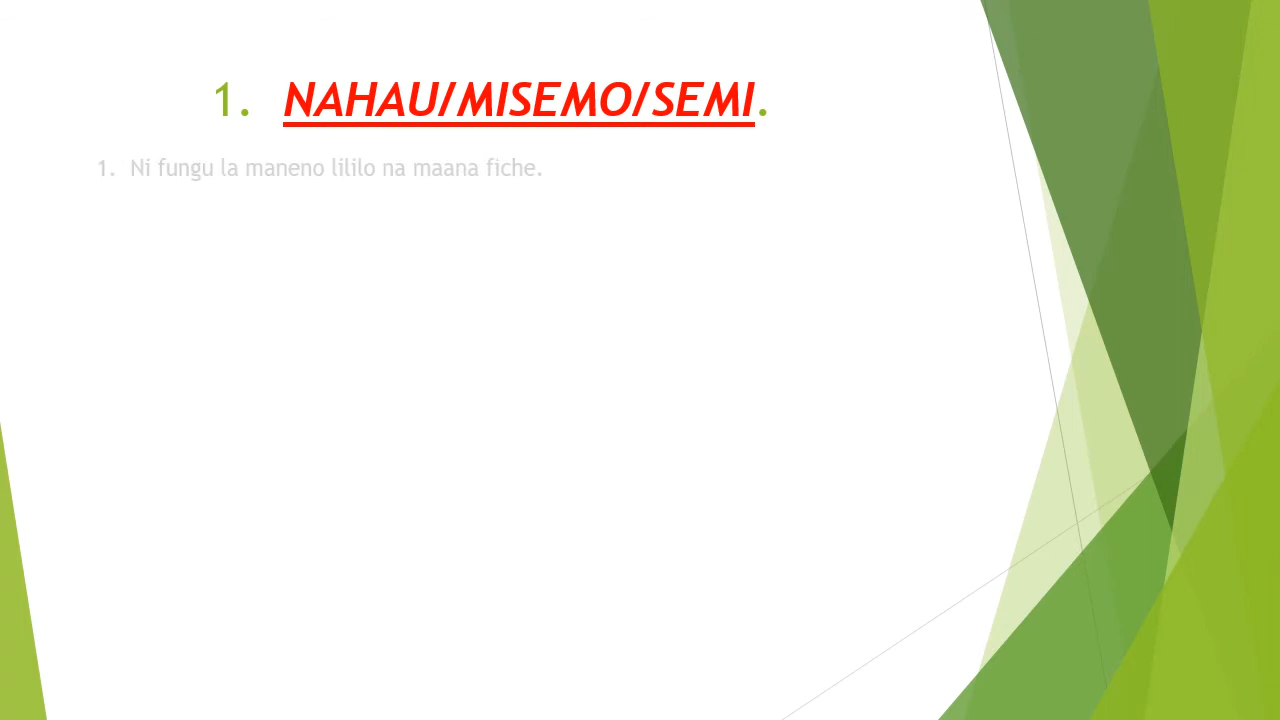 1. NAHAU/MISEMO/SEMI.
1. Ni fungu la maneno lililo na maana fiche.